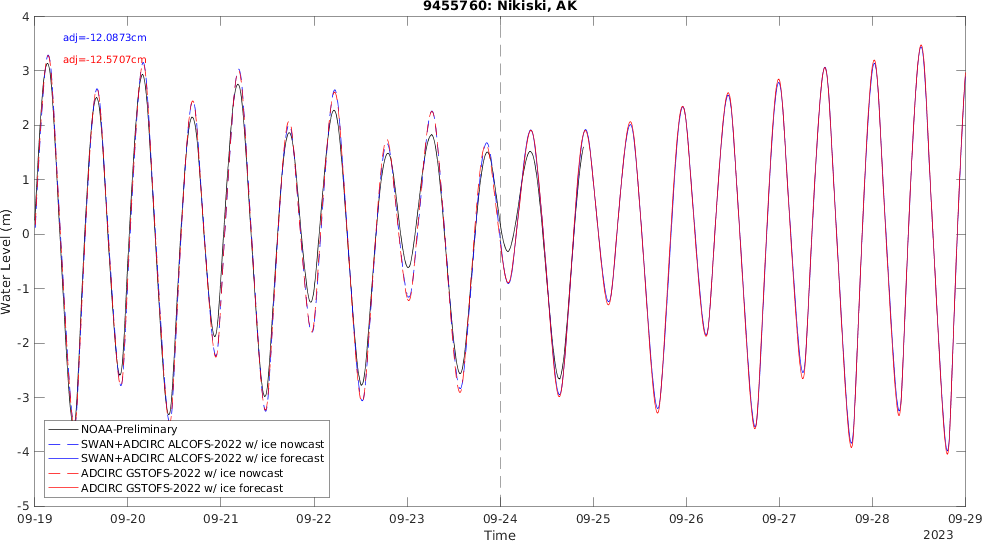 9455760: Nikiski, AK
adj=-12.0873cm
adj=-12.5707cm
Water Level (m)
4
3
2
1
0
-1
-2
-3
-4
-5
NOAA-Preliminary
SWAN+ADCIRC ALCOFS-2022 w/ ice nowcast
SWAN+ADCIRC ALCOFS-2022 w/ ice forecast
ADCIRC GSTOFS-2022 w/ ice nowcast
ADCIRC GSTOFS-2022 w/ ice forecast
09-19 09-20 09-21 09-22 09-23 09-24 09-25 09-26 09-27 09-28 09-29
Time
2023